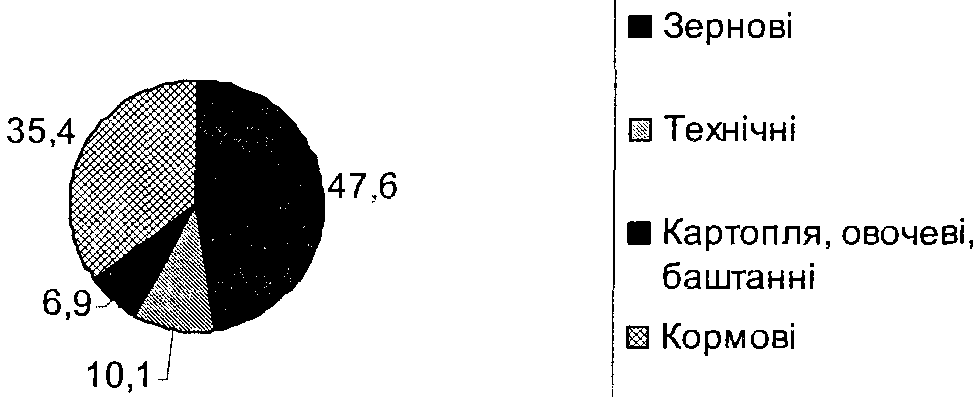 35,4
47,6
6,9
10,1
Зернові
Технічні
Картопля, овочеві,
баштанні
Кормові